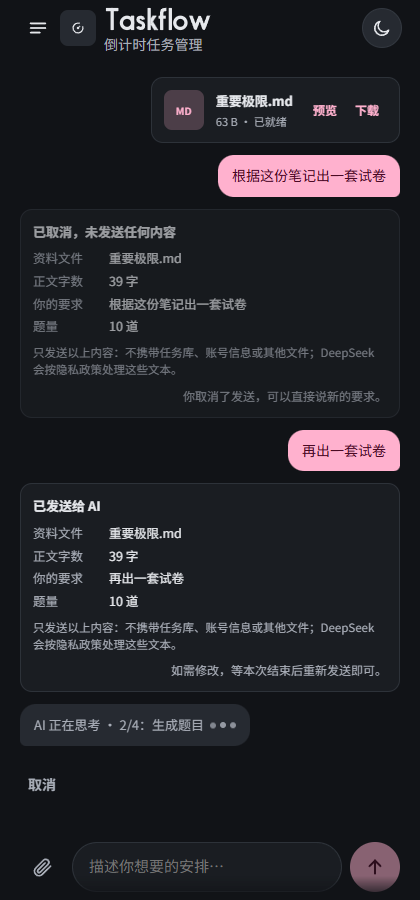 Taskflow
倒计时任务管理
MD
重要极限.md
63 B · 已就绪
预览
下载
根据这份笔记出一套试卷
已取消，未发送任何内容
资料文件 重要极限.md
正文字数 39 字
你的要求 根据这份笔记出一套试卷
题量 10 道
只发送以上内容：不携带任务库、账号信息或其他文件；DeepSeek
会按隐私政策处理这些文本。
你取消了发送，可以直接说新的要求。
再出一套试卷
已发送给 AI
资料文件 重要极限.md
正文字数 39 字
你的要求 再出一套试卷
题量 10 道
只发送以上内容：不携带任务库、账号信息或其他文件；DeepSeek
会按隐私政策处理这些文本。
如需修改，等本次结束后重新发送即可。
AI 正在思考 · 2/4：生成题目
取消
描述你想要的安排…